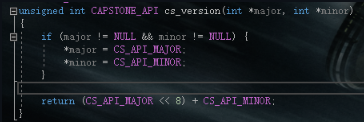 unsigned int CAPSTONE_API cs_version(int *major, int *minor)
{
    if (major != NULL && minor != NULL) {
        *major = CS_API_MAJOR;
        *minor = CS_API_MINOR;
    }
    return (CS_API_MAJOR << 8) + CS_API_MINOR;
}